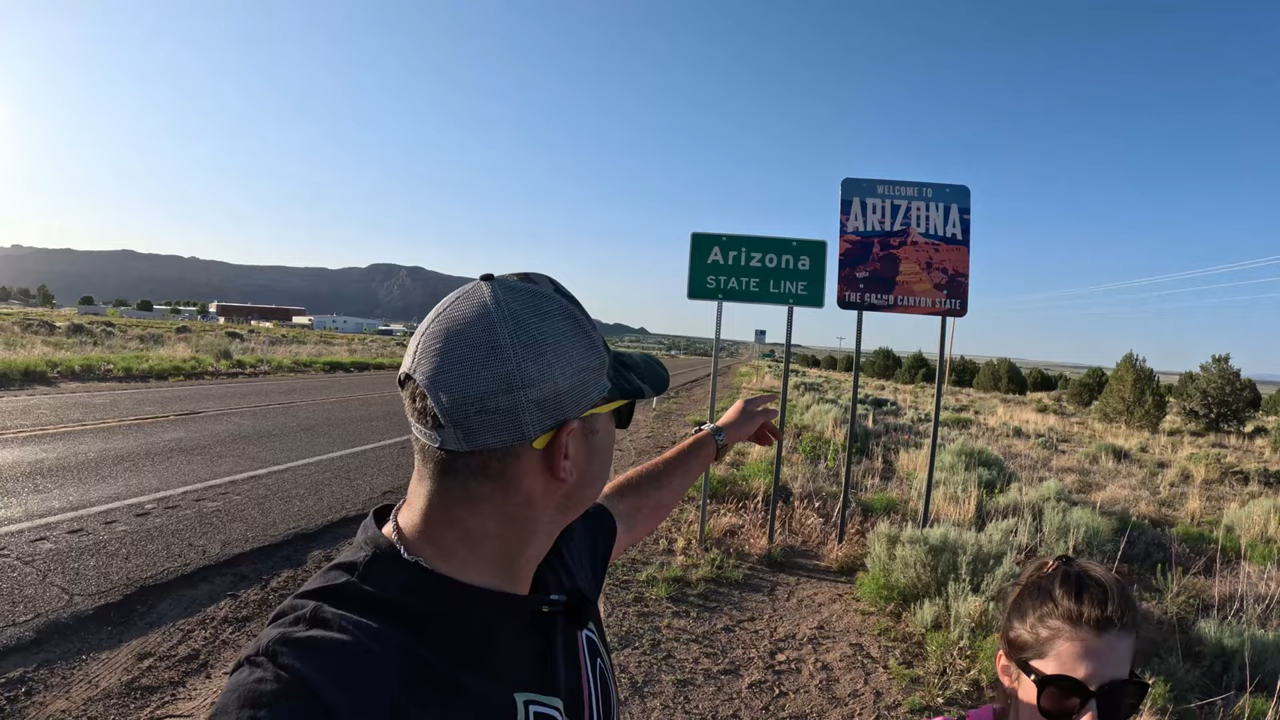 Arizona
STATE LINE
WELCOME TO
ARIZONA
THE GRAND CANYON STATE